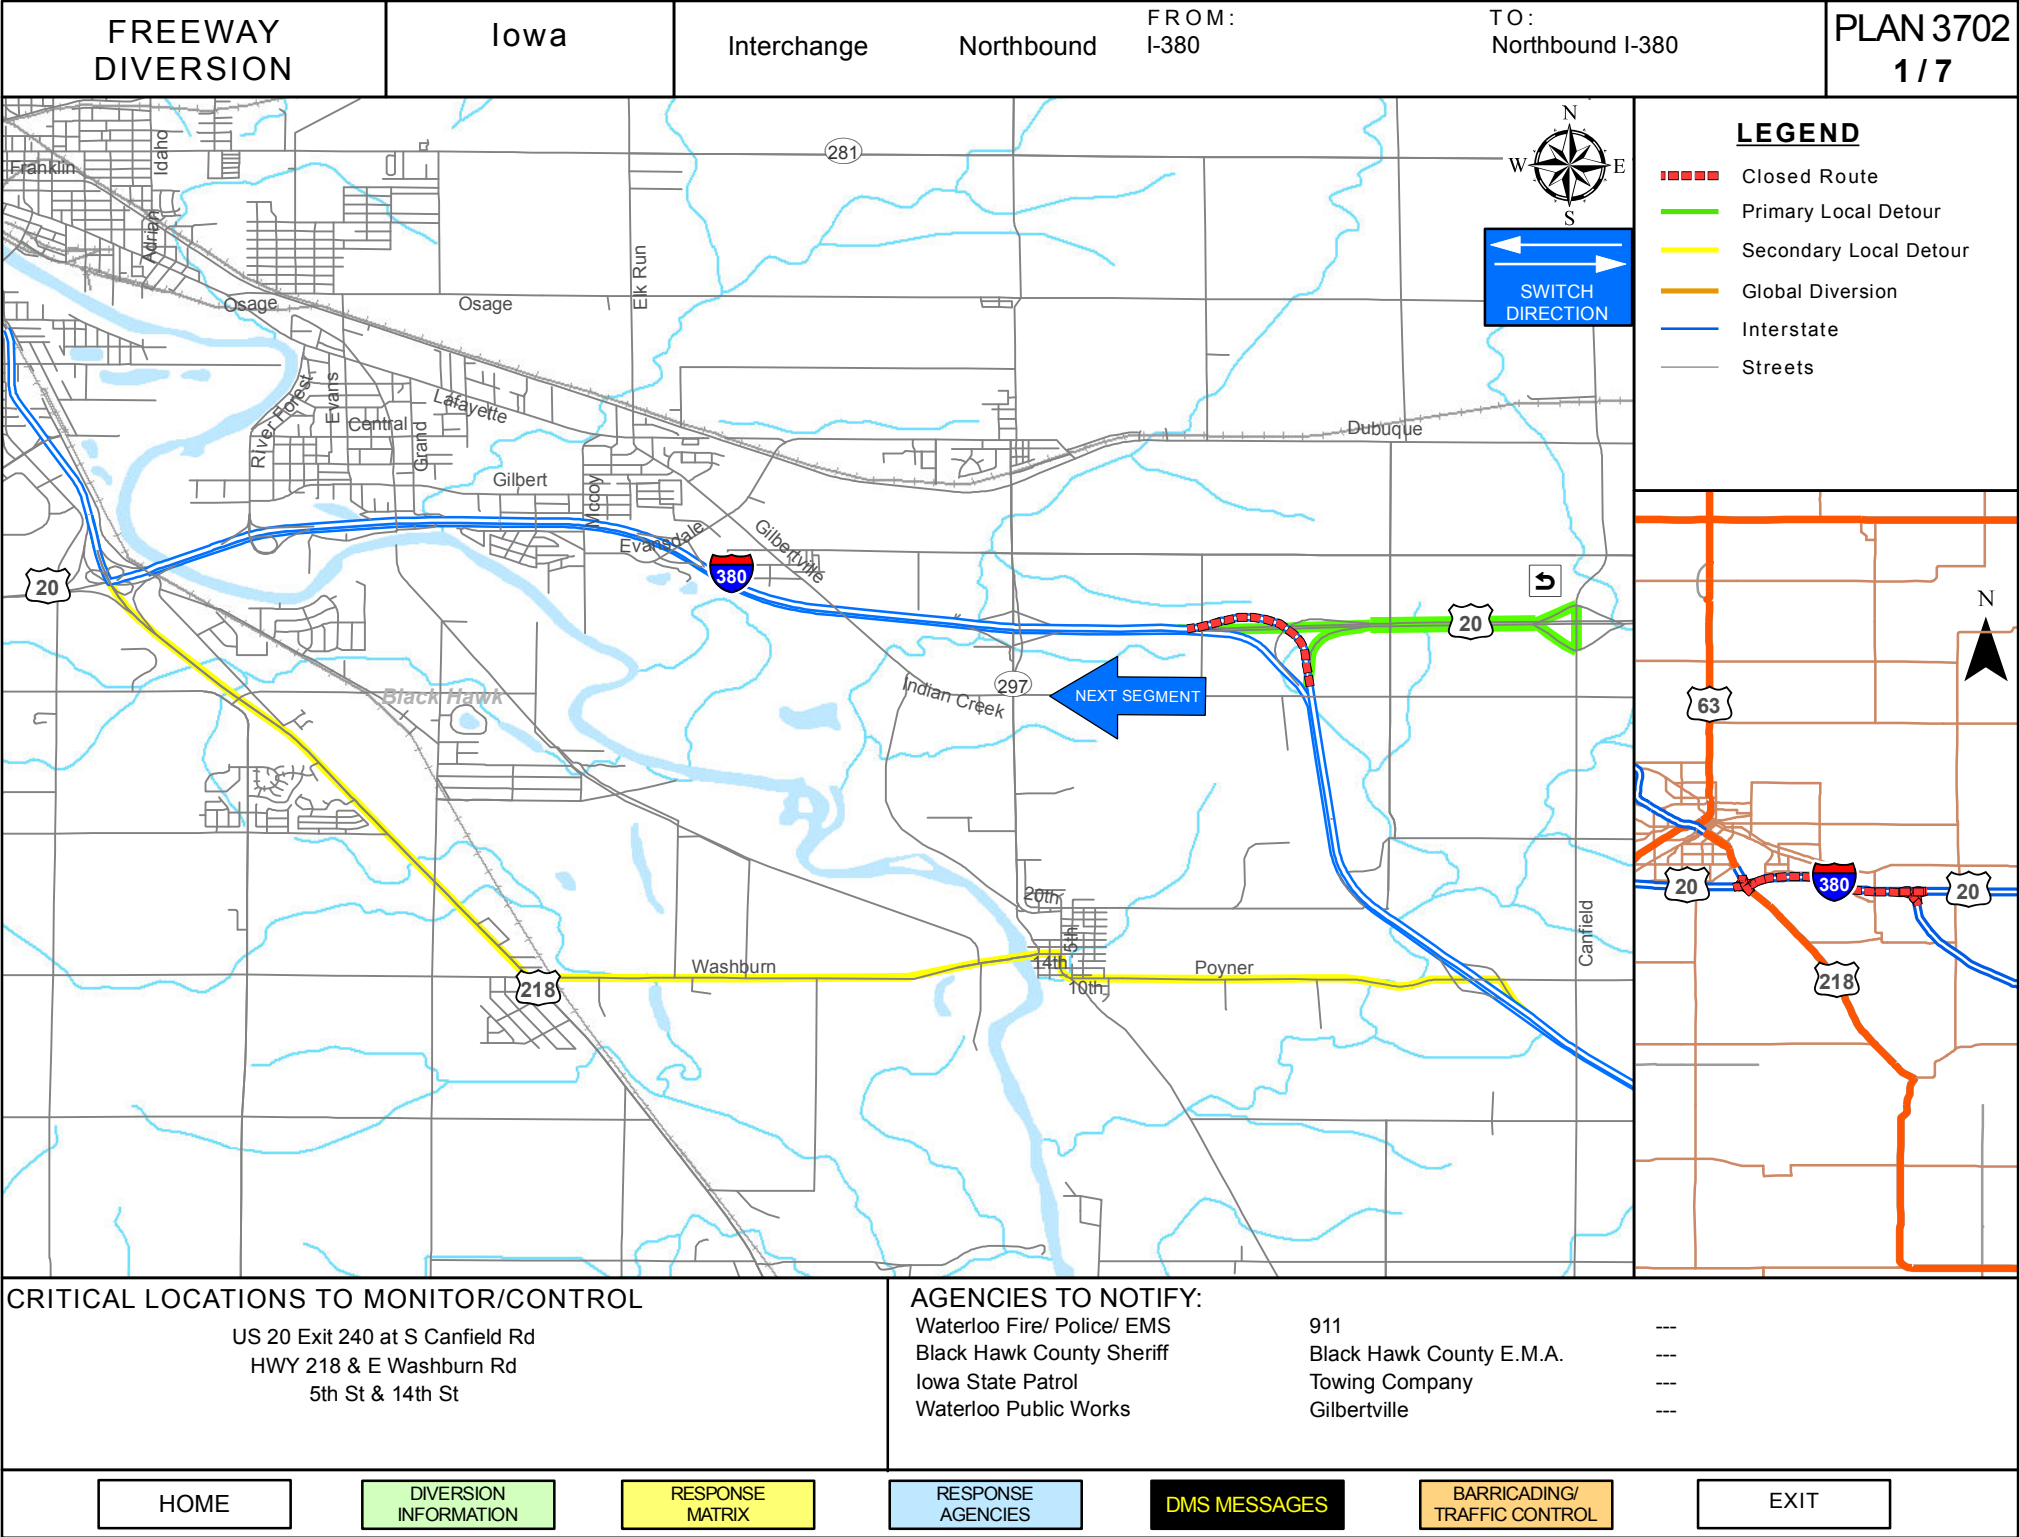 FREEWAY
DIVERSION
Iowa
Interchange Northbound
FROM:
I-380
TO:
Northbound I-380
PLAN 3702
1 / 7
Franklin
Idaho
Adrian
281
Elk Run
Osage
Osage
N
W E
S
SWITCH
DIRECTION
River Forest
Evans
Central
Lafayette
Grand
Dubuque
Gilbert
Mccoy
Evansdale
Gilbertville
20
380
20
Black Hawk
Indian Creek
297
NEXT SEGMENT
20th
5th
14th
10th
Washburn
Poyner
Canfield
218
LEGEND
Closed Route
Primary Local Detour
Secondary Local Detour
Global Diversion
Interstate
Streets
N
63
20
380
20
218
CRITICAL LOCATIONS TO MONITOR/CONTROL
US 20 Exit 240 at S Canfield Rd
HWY 218 & E Washburn Rd
5th St & 14th St
AGENCIES TO NOTIFY:
Waterloo Fire/ Police/ EMS 911 ---
Black Hawk County Sheriff Black Hawk County E.M.A. ---
Iowa State Patrol Towing Company ---
Waterloo Public Works Gilbertville ---
HOME
DIVERSION
INFORMATION
RESPONSE
MATRIX
RESPONSE
AGENCIES
DMS MESSAGES
BARRICADING/
TRAFFIC CONTROL
EXIT